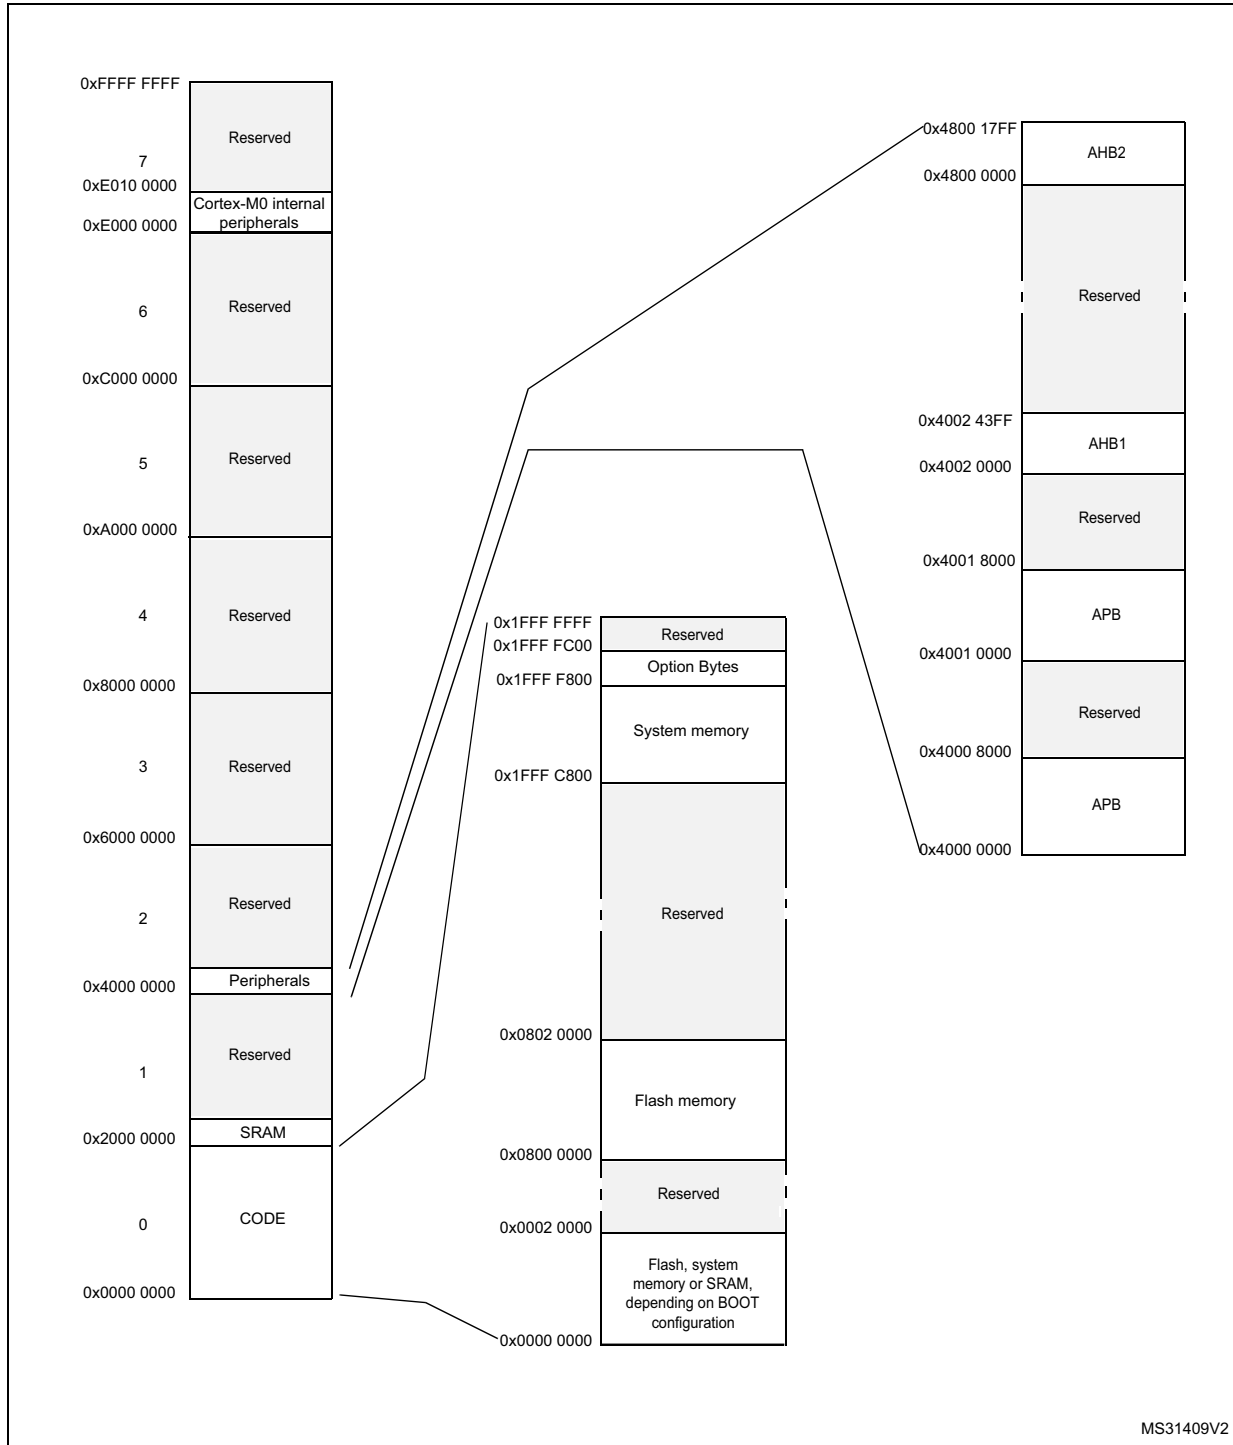 0xFFFF FFFF
Reserved
7
0xE010 0000
Cortex-M0 internal
peripherals
0xE000 0000
Reserved
6
0xC000 0000
Reserved
5
0xA000 0000
Reserved
4
0x8000 0000
Reserved
3
0x6000 0000
Reserved
2
Peripherals
0x4000 0000
Reserved
1
SRAM
0x2000 0000
CODE
0
0x0000 0000
0x1FFF FFFF
Reserved
0x1FFF FC00
Option Bytes
0x1FFF F800
System memory
0x1FFF C800
Reserved
0x0802 0000
Flash memory
0x0800 0000
Reserved
0x0002 0000
Flash, system
memory or SRAM,
depending on BOOT
configuration
0x0000 0000
0x4800 17FF
AHB2
0x4800 0000
Reserved
0x4002 43FF
AHB1
0x4002 0000
Reserved
0x4001 8000
APB
0x4001 0000
Reserved
0x4000 8000
APB
0x4000 0000
MS31409V2